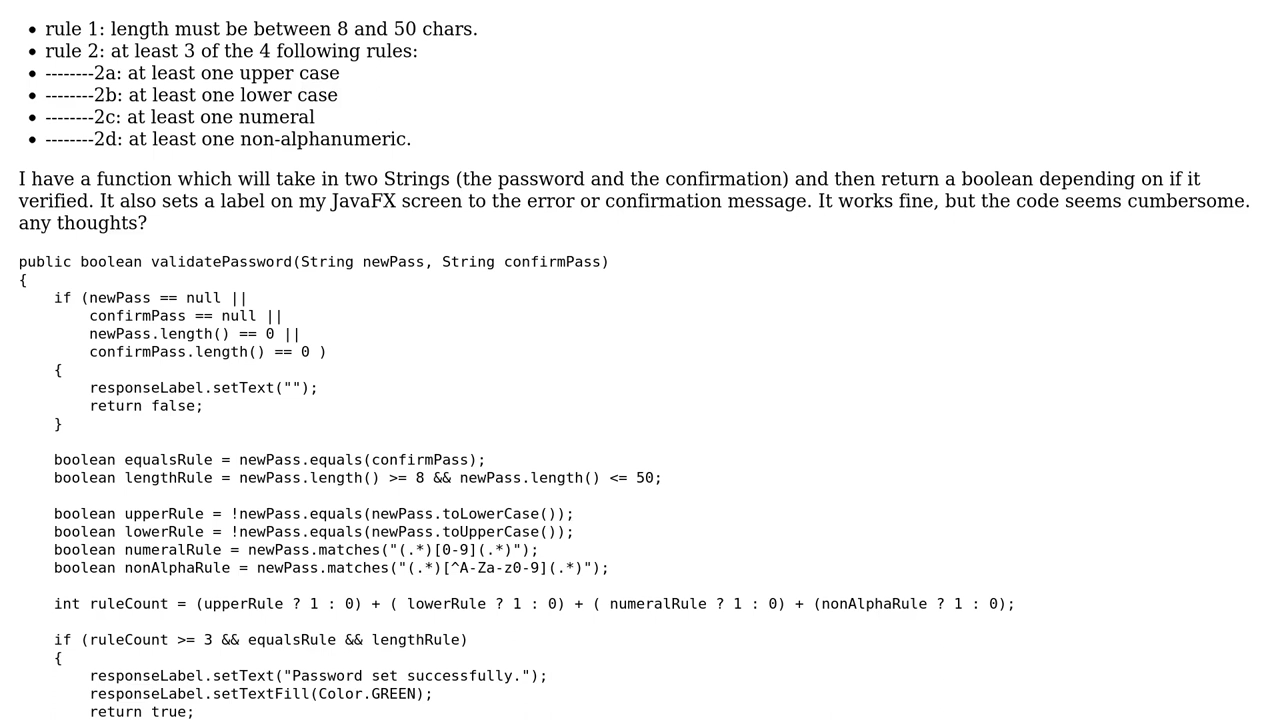 • rule 1: length must be between 8 and 50 chars.
• rule 2: at least 3 of the 4 following rules:
• --------2a: at least one upper case
• --------2b: at least one lower case
• --------2c: at least one numeral
• --------2d: at least one non-alphanumeric.
I have a function which will take in two Strings (the password and the confirmation) and then return a boolean depending on if it
verified. It also sets a label on my JavaFX screen to the error or confirmation message. It works fine, but the code seems cumbersome.
any thoughts?
public boolean validatePassword(String newPass, String confirmPass)
{
    if (newPass == null ||
        confirmPass == null ||
        newPass.length() == 0 ||
        confirmPass.length() == 0 )
    {
        responseLabel.setText("");
        return false;
    }
    boolean equalsRule = newPass.equals(confirmPass);
    boolean lengthRule = newPass.length() >= 8 && newPass.length() <= 50;
    boolean upperRule = !newPass.equals(newPass.toLowerCase());
    boolean lowerRule = !newPass.equals(newPass.toUpperCase());
    boolean numeralRule = newPass.matches("(.*)[0-9](.*)");
    boolean nonAlphaRule = newPass.matches("(.*)[^A-Za-z0-9](.*)");
    int ruleCount = (upperRule ? 1 : 0) + ( lowerRule ? 1 : 0) + ( numeralRule ? 1 : 0) + (nonAlphaRule ? 1 : 0);
    if (ruleCount >= 3 && equalsRule && lengthRule)
    {
        responseLabel.setText("Password set successfully.");
        responseLabel.setTextFill(Color.GREEN);
        return true;